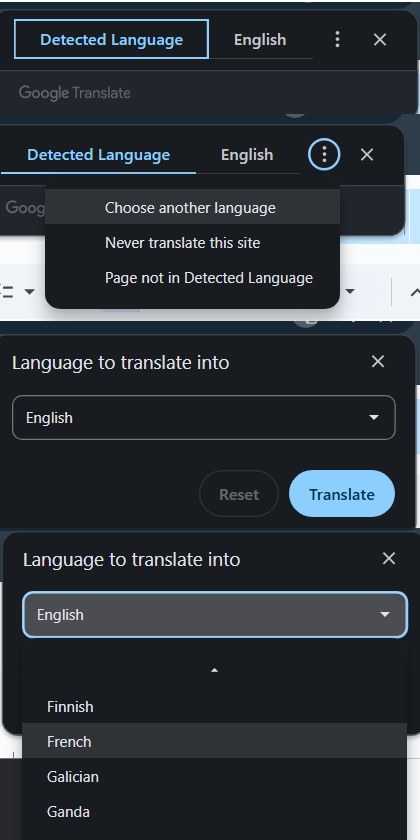 Detected Language English
Google Translate
Detected Language English
Goog
Choose another language
Never translate this site
Page not in Detected Language
Language to translate into
English
Reset Translate
Language to translate into
English
Finnish
French
Galician
Ganda